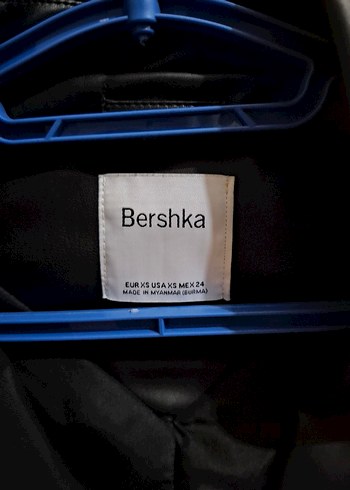 Bershka
EUR XS USA XS MEX 24
MADE IN MYANMAR (BURMA)